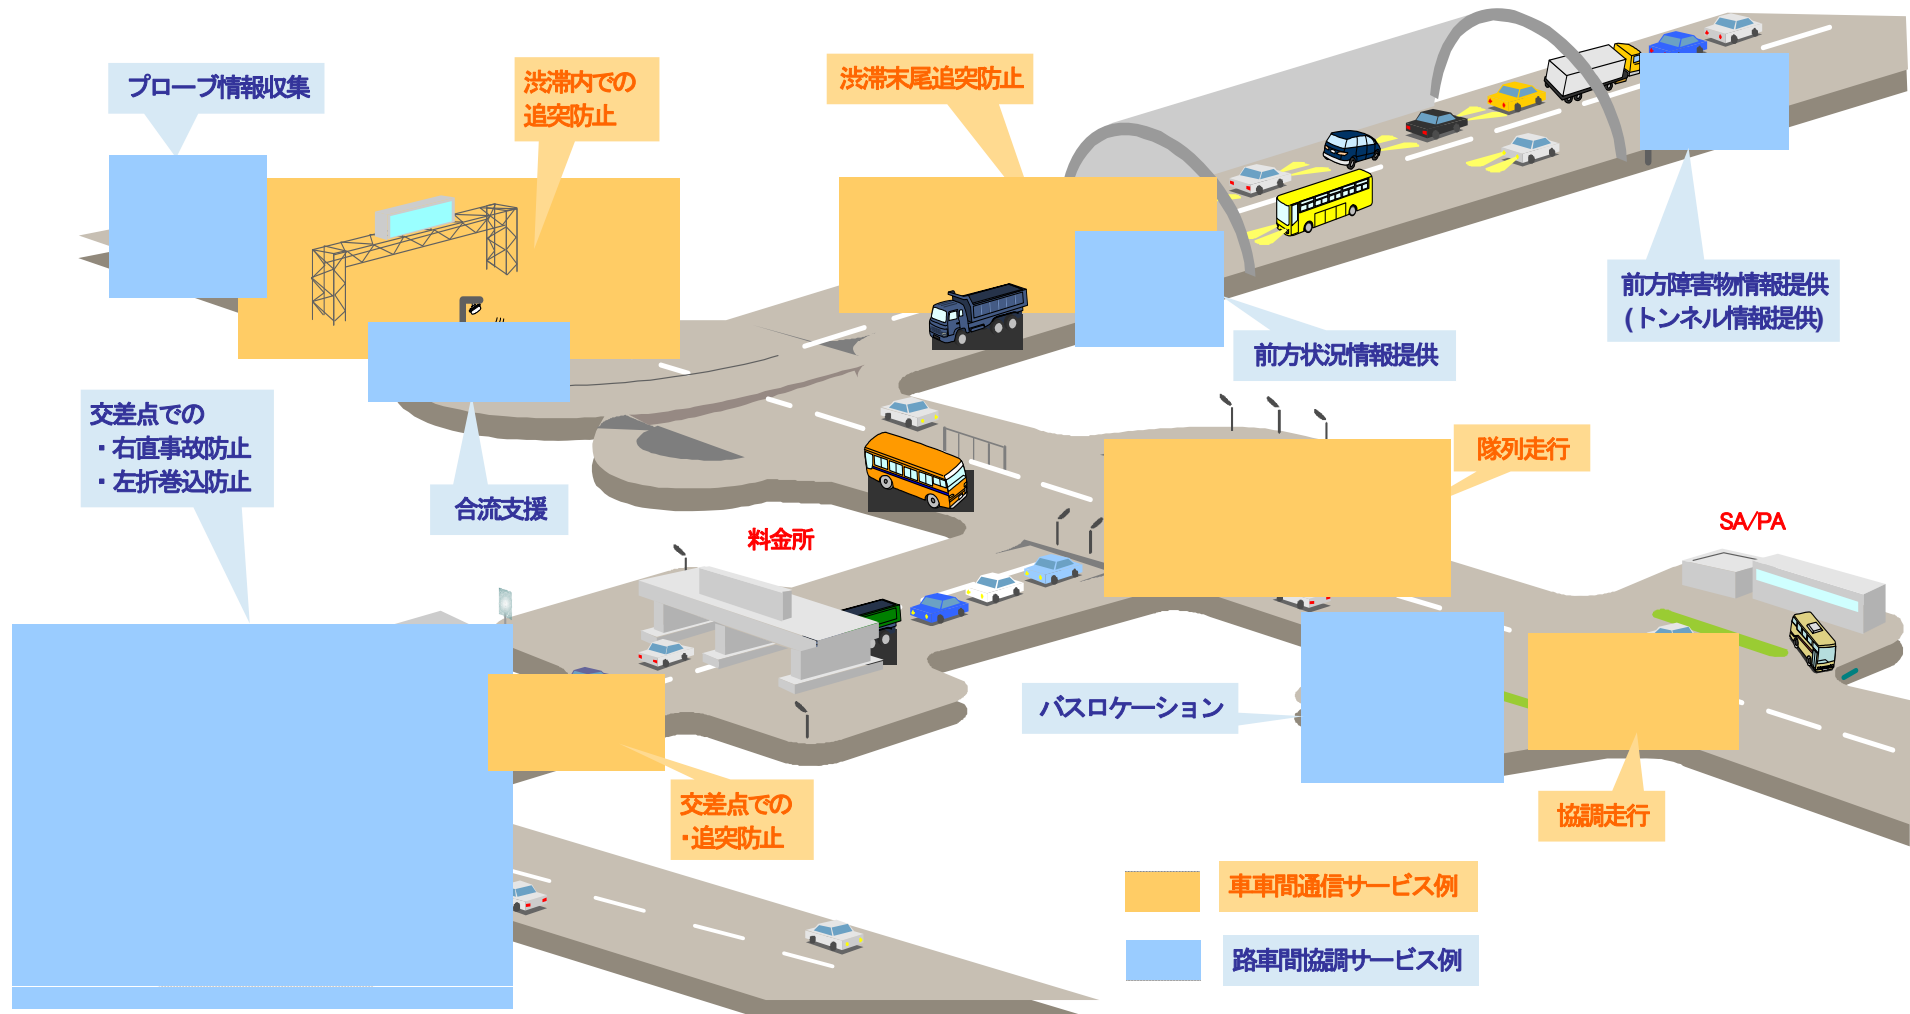 プローブ情報収集
渋滞内での
追突防止
渋滞末尾追突防止
前方障害物情報提供
(トンネル情報提供)
前方状況情報提供
交差点での
・右直事故防止
・左折巻込防止
合流支援
隊列走行
料金所
SA/PA
バスロケーション
交差点での
・追突防止
協調走行
車車間通信サービス例
路車間協調サービス例